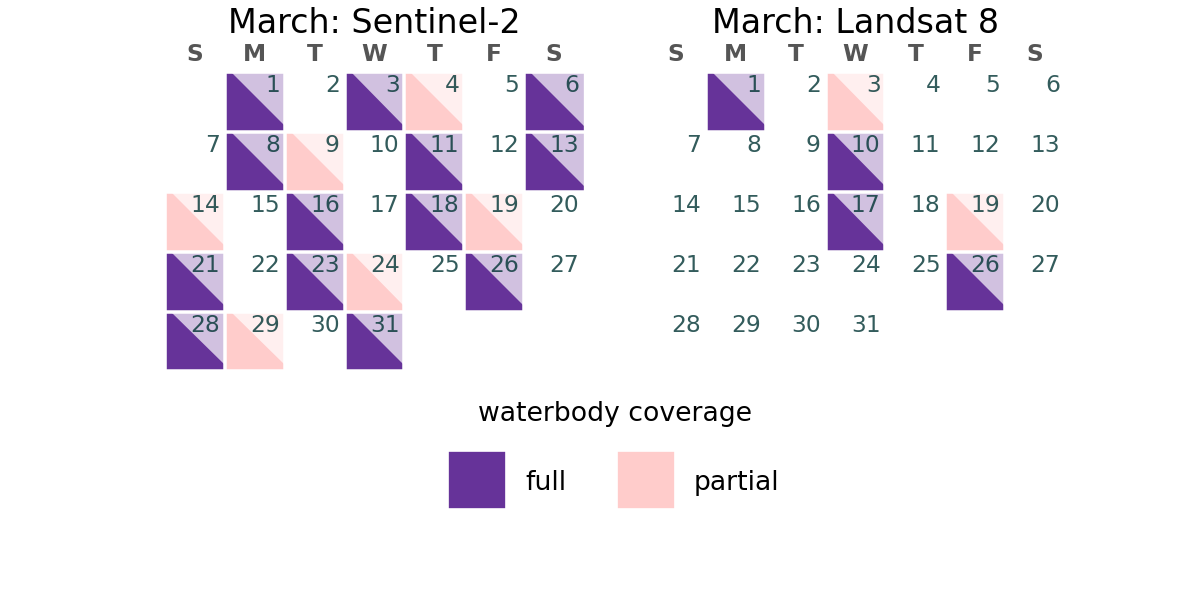 March: Sentinel-2
S M T W T F S
1 2 3 4 5 6
7 8 9 10 11 12 13
14 15 16 17 18 19 20
21 22 23 24 25 26 27
28 29 30 31
March: Landsat 8
S M T W T F S
1 2 3 4 5 6
7 8 9 10 11 12 13
14 15 16 17 18 19 20
21 22 23 24 25 26 27
28 29 30 31
waterbody coverage
full partial